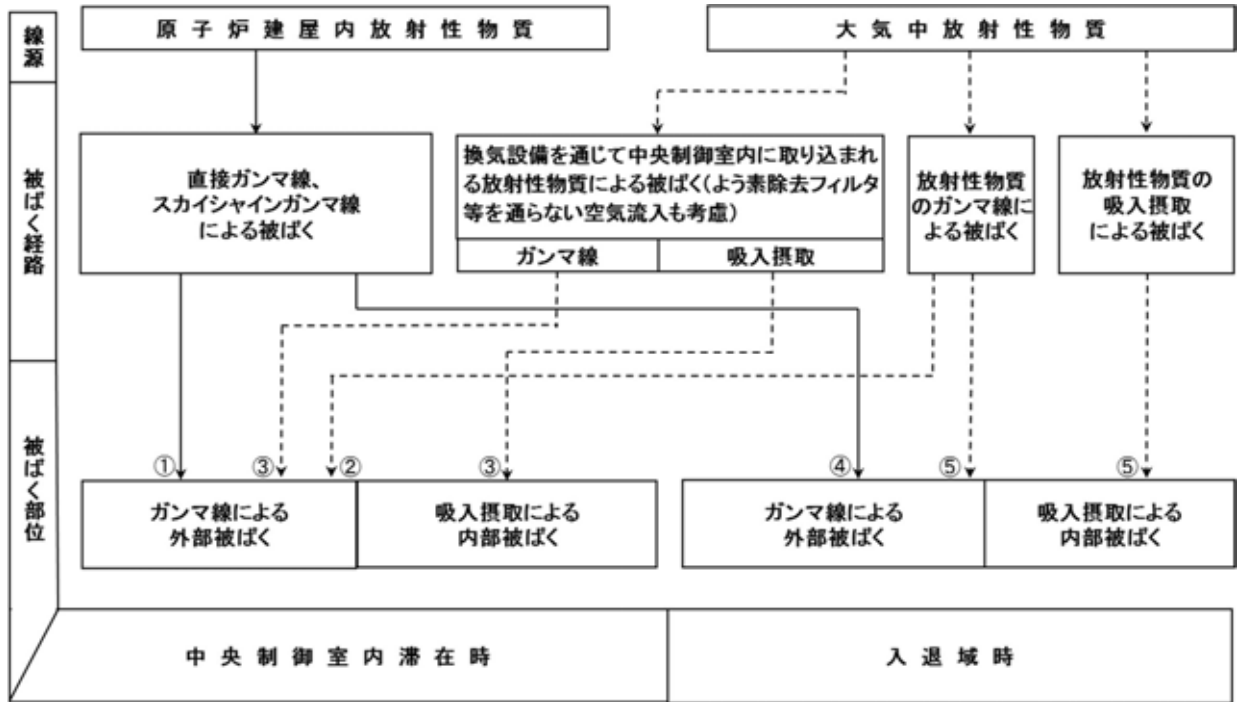 線源
原子炉建屋内放射性物質
大気中放射性物質
被ばく経路
直接ガンマ線、
スカイシャインガンマ線
による被ばく
換気設備を通じて中央制御室内に取り込まれ
る放射性物質による被ばく(よう素除去フィルタ
等を通らない空気流入も考慮)
ガンマ線
吸入摂取
放射性物質
のガンマ線に
よる被ばく
放射性物質の
吸入摂取
による被ばく
被ばく部位
①
③
②
③
④
⑤
⑤
ガンマ線による
外部被ばく
吸入摂取による
内部被ばく
ガンマ線による
外部被ばく
吸入摂取による
内部被ばく
中央制御室内滞在時
入退域時